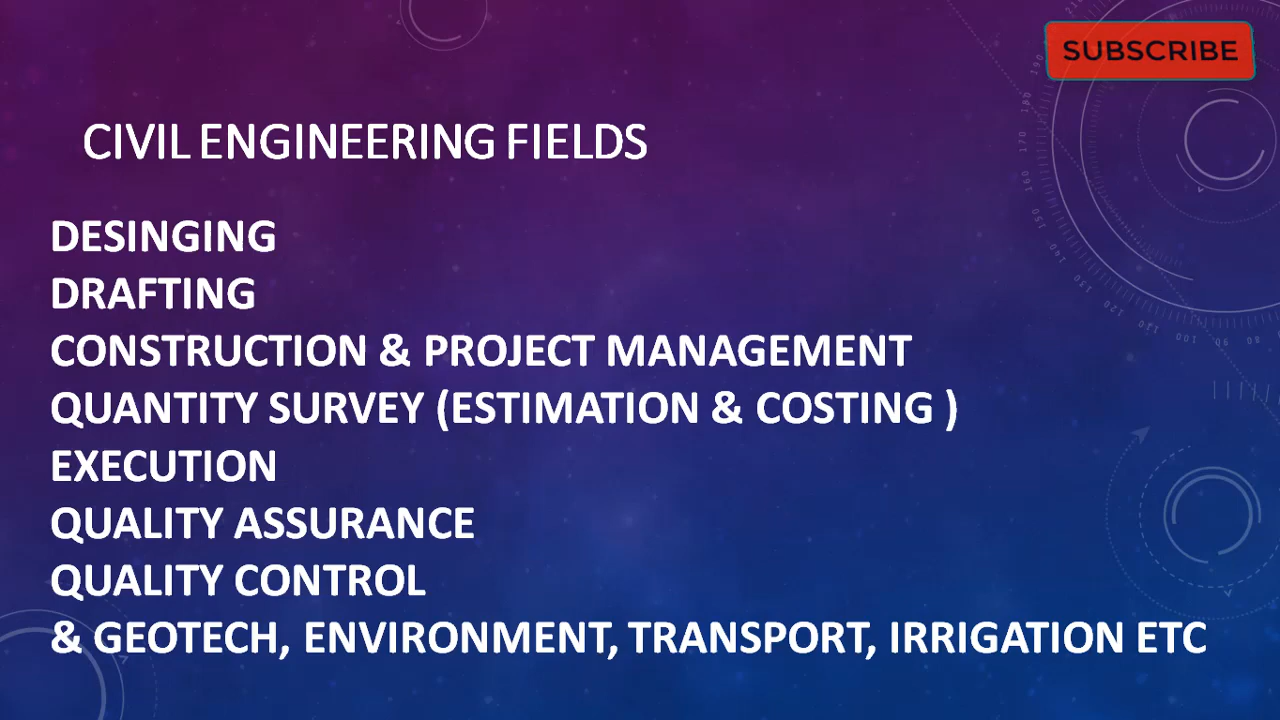 SUBSCRIBE
CIVIL ENGINEERING FIELDS
DESINGING
DRAFTING
CONSTRUCTION & PROJECT MANAGEMENT
QUANTITY SURVEY (ESTIMATION & COSTING )
EXECUTION
QUALITY ASSURANCE
QUALITY CONTROL
& GEOTECH, ENVIRONMENT, TRANSPORT, IRRIGATION ETC